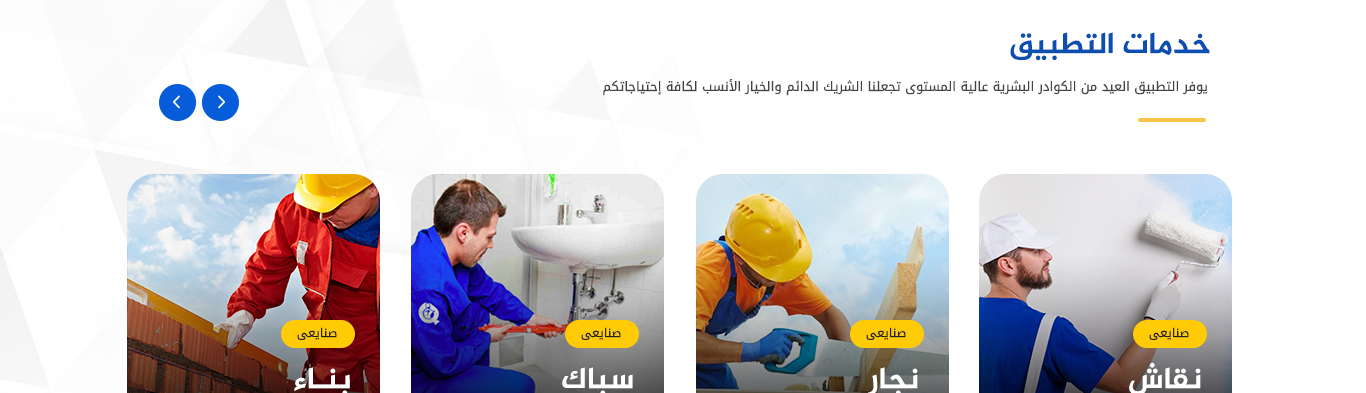 خدمات التطبيق
يوفر التطبيق العيد من الكوادر البشرية عالية المستوى تجعلنا الشريك الدائم والخيار الأنسب لكافة إحتياجاتكم
صنايعى
نقاش
صنايعى
نجار
صنايعى
سباك
صنايعى
بنــاء